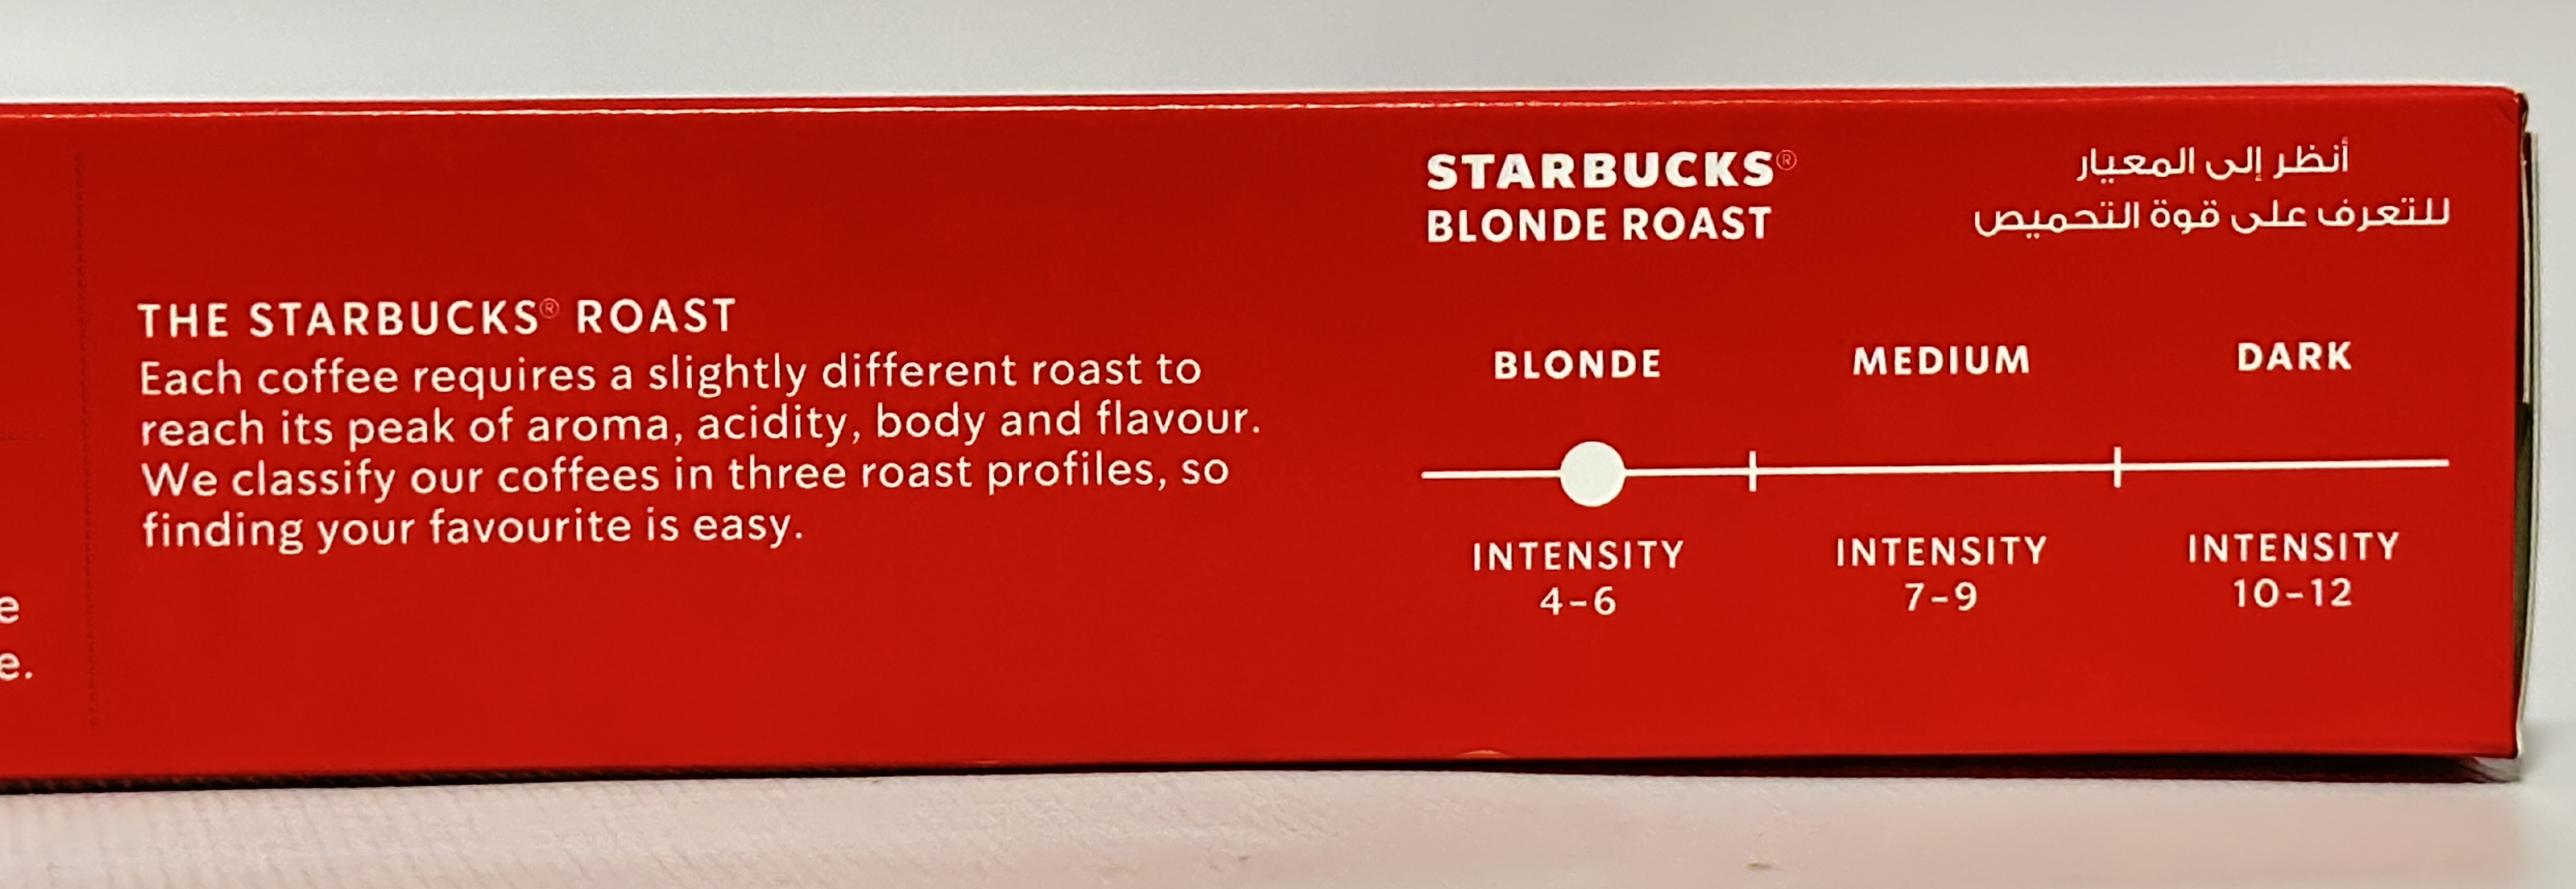 THE STARBUCKS® ROAST
Each coffee requires a slightly different roast to
reach its peak of aroma, acidity, body and flavour.
We classify our coffees in three roast profiles, so
finding your favourite is easy.
e
e.
STARBUCKS®
BLONDE ROAST
أنظر إلى المعيار
للتعرف على قوة التحميص
BLONDE MEDIUM DARK
INTENSITY INTENSITY INTENSITY
4–6 7–9 10–12